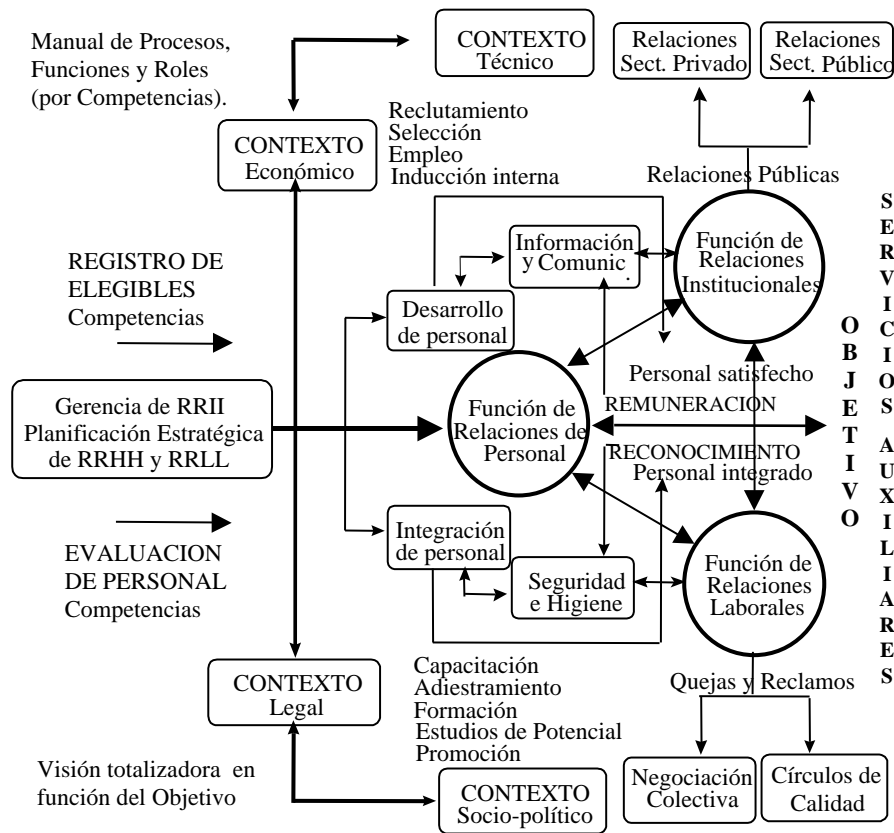 Manual de Procesos,
Funciones y Roles
(por Competencias).
CONTEXTO
Técnico
Relaciones
Sect. Privado
Relaciones
Sect. Público
CONTEXTO
Económico
Reclutamiento
Selección
Empleo
Inducción interna
Relaciones Públicas
Información
y Comunic.
Función de
Relaciones
Institucionales
REGISTRO DE
ELEGIBLES
Competencias
Desarrollo
de personal
Personal satisfecho
REMUNERACION
Gerencia de RRII
Planificación Estratégica
de RRHH y RRLL
Función de
Relaciones de
Personal
RECONOCIMIENTO
Personal integrado
OBJETIVO
SERVICIOS AUXILIARES
EVALUACION
DE PERSONAL
Competencias
Integración
de personal
Seguridad
e Higiene
Función de
Relaciones
Laborales
CONTEXTO
Legal
Capacitación
Adiestramiento
Formación
Estudios de Potencial
Promoción
Quejas y Reclamos
Visión totalizadora en
función del Objetivo
CONTEXTO
Socio-político
Negociación
Colectiva
Círculos de
Calidad